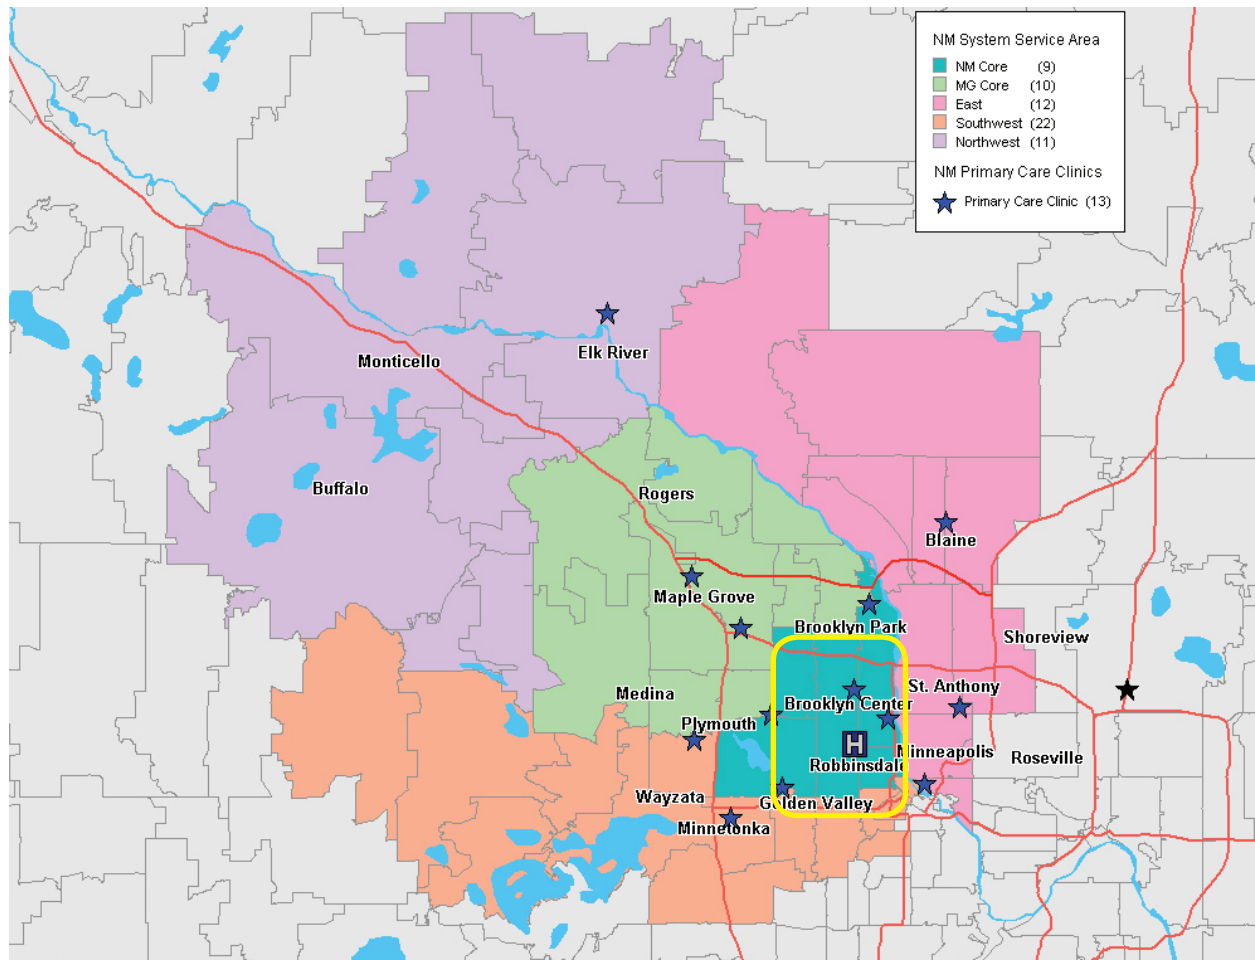 NM System Service Area
NM Core (9)
MG Core (10)
East (12)
Southwest (22)
Northwest (11)
NM Primary Care Clinics
Primary Care Clinic (13)
Elk River
Monticello
Buffalo
Rogers
Blaine
Maple Grove
Brooklyn Park
Shoreview
Medina
St. Anthony
Brooklyn Center
Plymouth
Minneapolis
H
Robbinsdale
Roseville
Wayzata
Golden Valley
Minnetonka